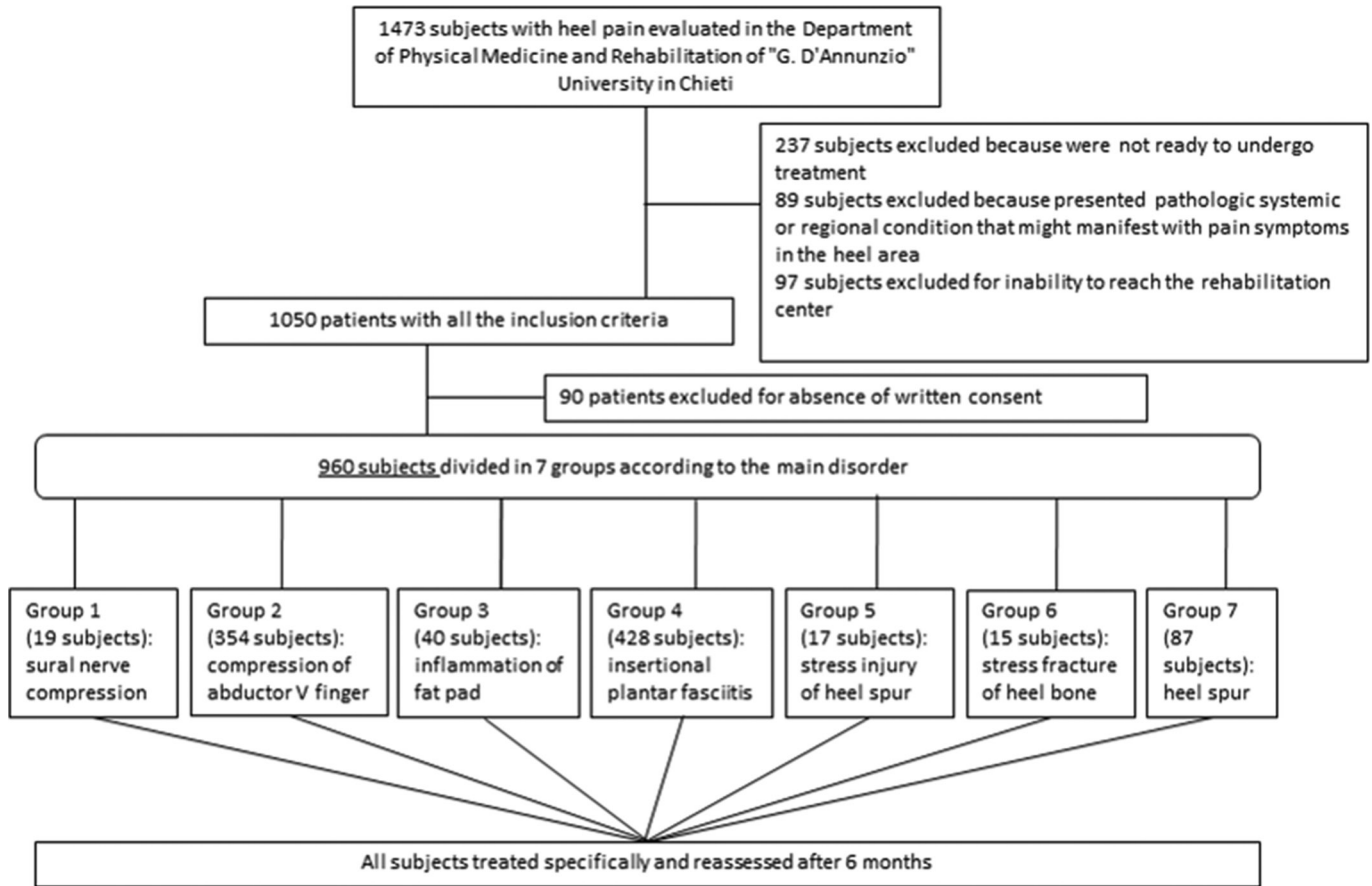 1473 subjects with heel pain evaluated in the Department
of Physical Medicine and Rehabilitation of "G. D'Annunzio"
University in Chieti
237 subjects excluded because were not ready to undergo
treatment
89 subjects excluded because presented pathologic systemic
or regional condition that might manifest with pain symptoms
in the heel area
97 subjects excluded for inability to reach the rehabilitation
center
1050 patients with all the inclusion criteria
90 patients excluded for absence of written consent
960 subjects divided in 7 groups according to the main disorder
Group 1
(19 subjects):
sural nerve
compression
Group 2
(354 subjects):
compression of
abductor V finger
Group 3
(40 subjects):
inflammation of
fat pad
Group 4
(428 subjects):
insertional
plantar fasciitis
Group 5
(17 subjects):
stress injury
of heel spur
Group 6
(15 subjects):
stress fracture
of heel bone
Group 7
(87
subjects):
heel spur
All subjects treated specifically and reassessed after 6 months